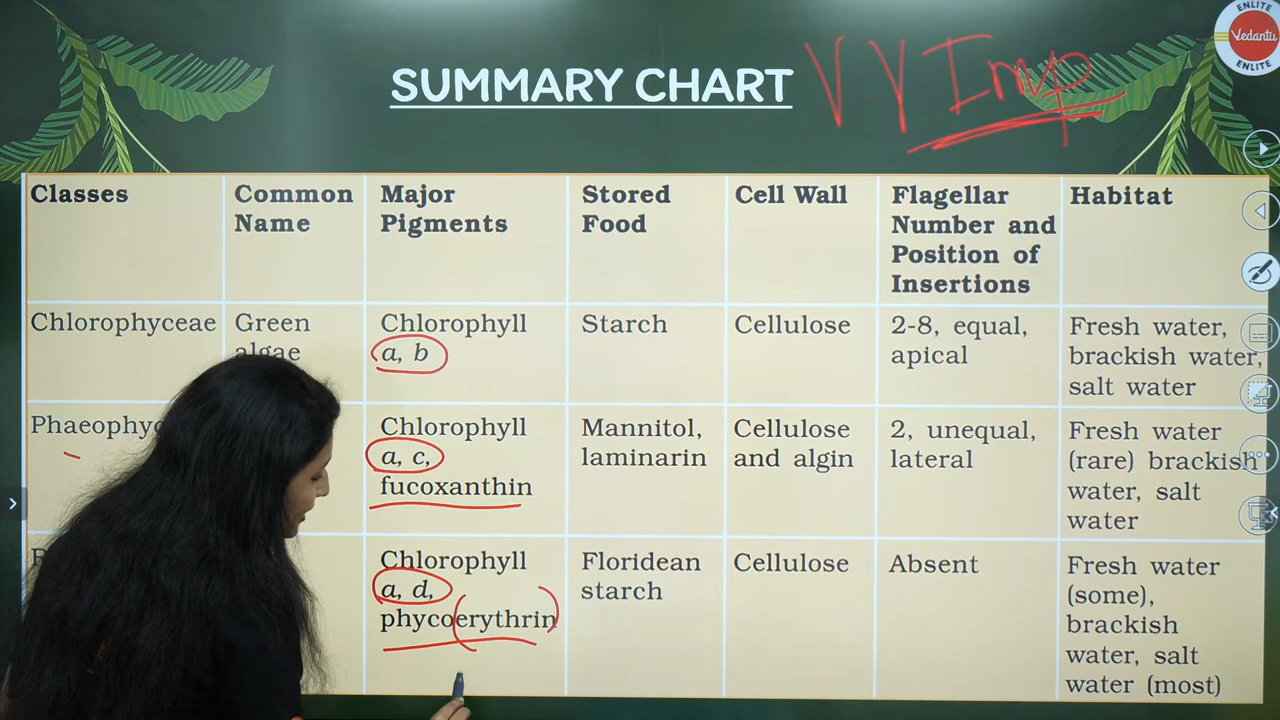 SUMMARY CHART
V.V Imp
ENLITE
Vedantu
ENLITE
Classes
Common
Name
Major
Pigments
Stored
Food
Cell Wall
Flagellar
Number and
Position of
Insertions
Habitat
Chlorophyceae
Green
algae
Chlorophyll
a, b
Starch
Cellulose
2-8, equal,
apical
Fresh water,
brackish water,
salt water
Chlorophyll
a, c,
fucoxanthin
Mannitol,
laminarin
Cellulose
and algin
2, unequal,
lateral
Fresh water
(rare) brackish
water, salt
water
Chlorophyll
a, d,
phycoerythrin
Floridean
starch
Cellulose
Absent
Fresh water
(some),
brackish
water, salt
water (most)